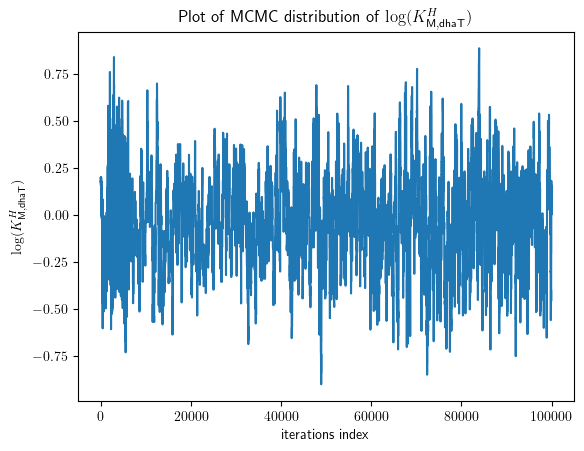 Plot of MCMC distribution of log(K^H_M,dhaT)
log(K^H_M,dhaT)
0.75
0.50
0.25
0.00
−0.25
−0.50
−0.75
0 20000 40000 60000 80000 100000
iterations index